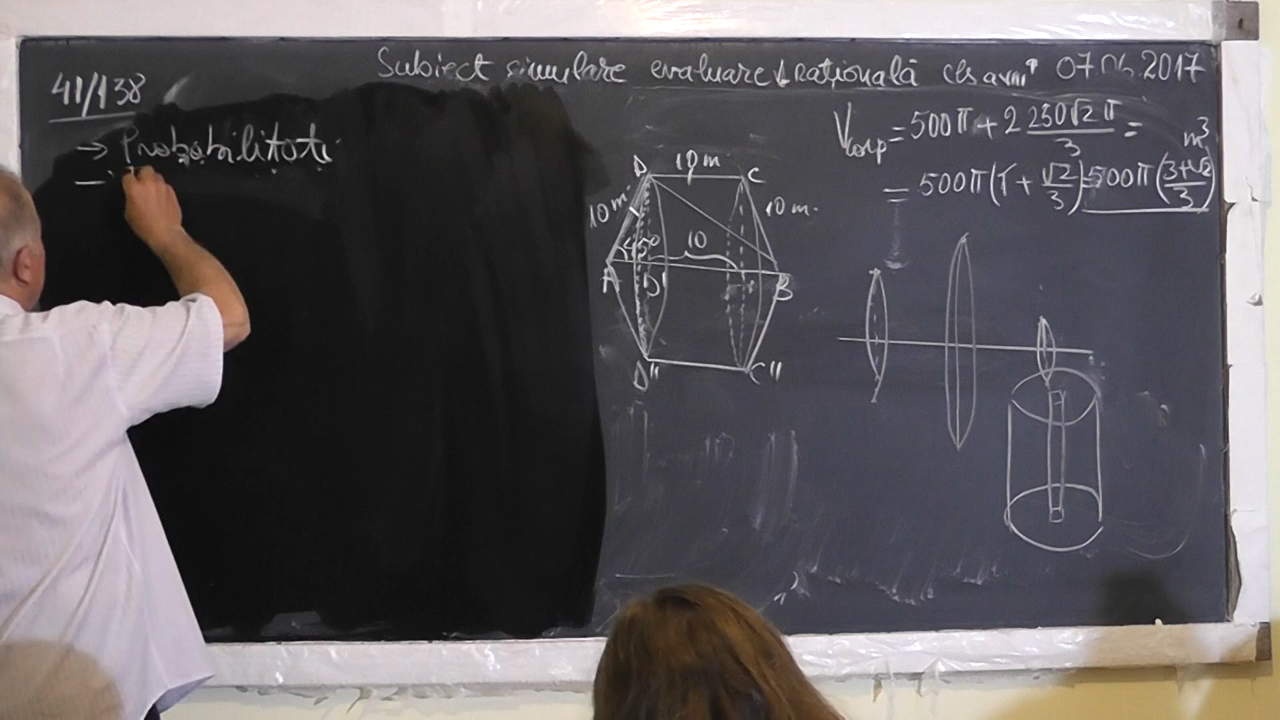 Subiect simulare evaluare națională cls a VIII 07.06.2017
41/138
→ Probabilități
V corp = 500π + 2 250√2 π / 3 =
= 500π(1 + √2/3) = 500π(3+√2 / 3) m³
D 10 m C
10 m 10 m.
45° 10
A D' B
D'' C''